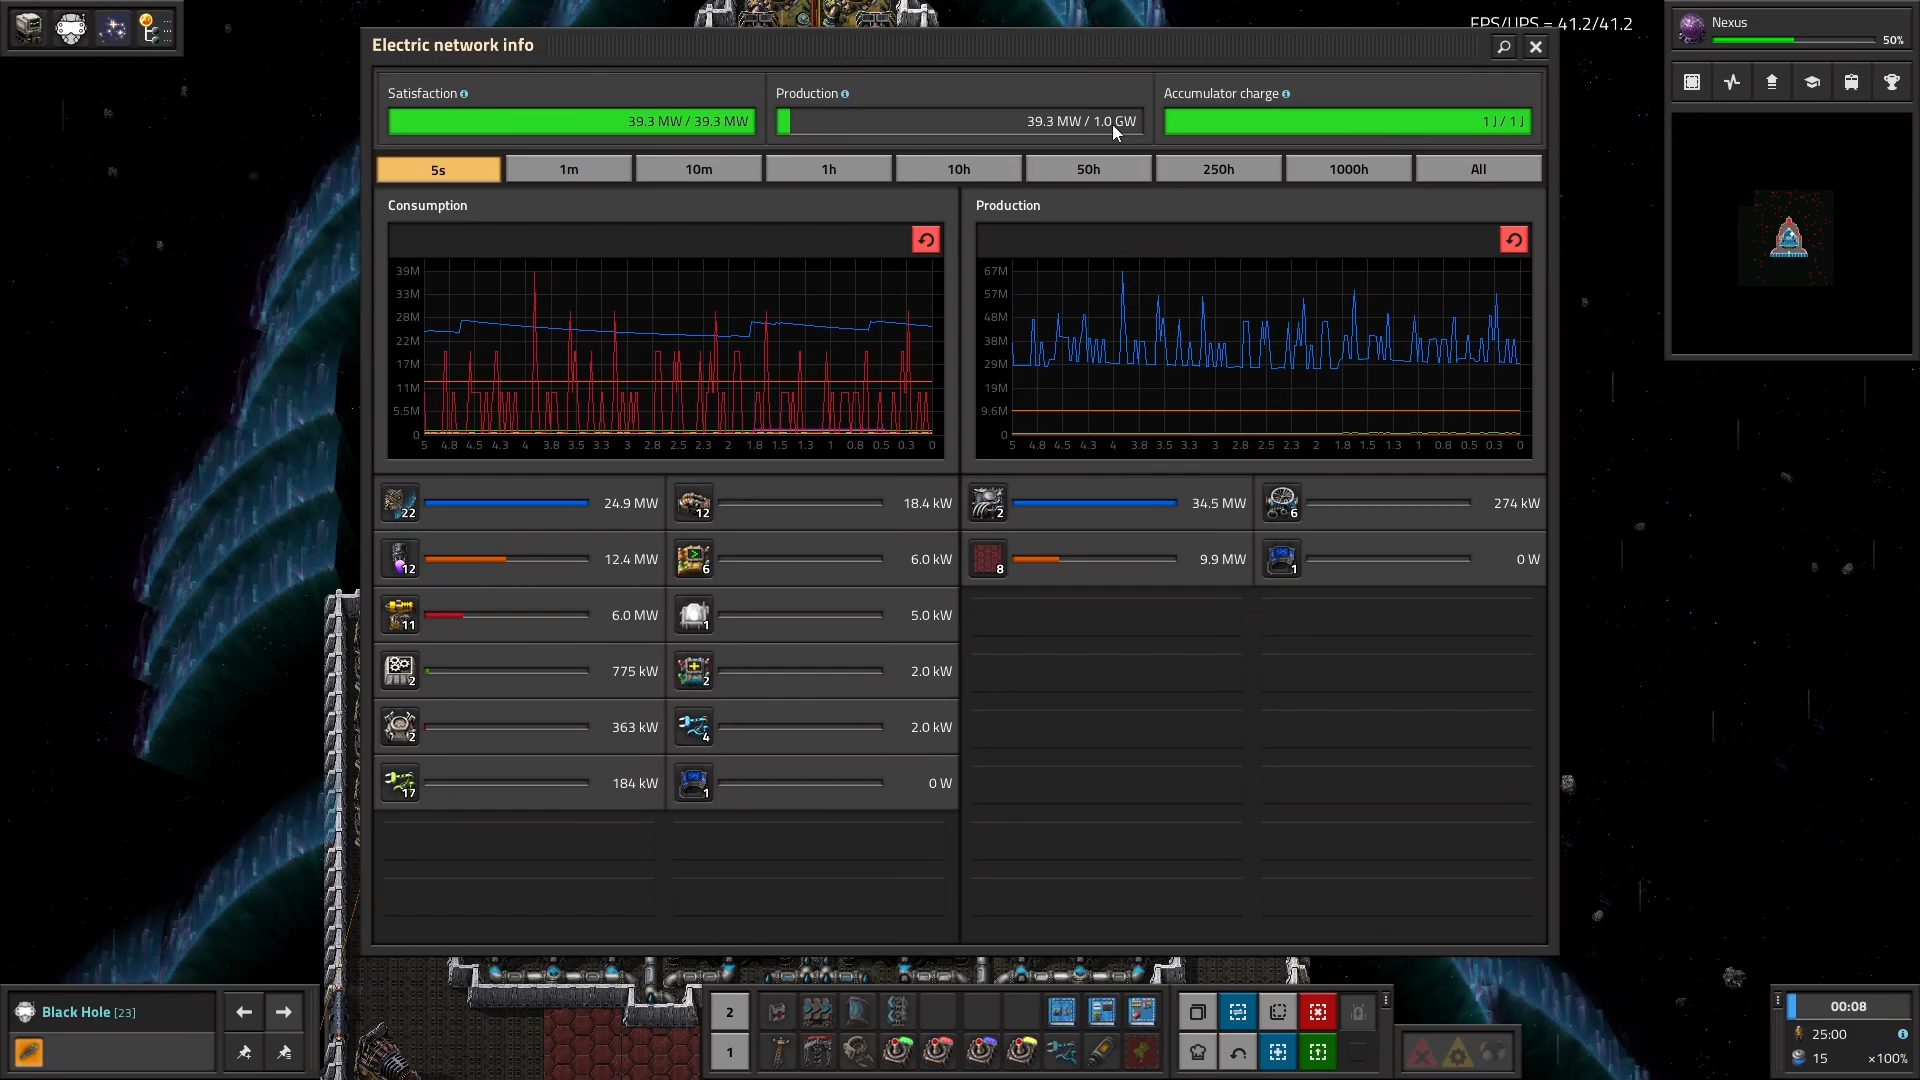 FPS/UPS = 41.2/41.2
Nexus
50%
Electric network info
Satisfaction
Production
Accumulator charge
39.3 MW / 39.3 MW
39.3 MW / 1.0 GW
1 J / 1 J
5s
1m
10m
1h
10h
50h
250h
1000h
All
Consumption
39M
33M
28M
22M
17M
11M
5.5M
0
5 4.8 4.5 4.3 4 3.8 3.5 3.3 3 2.8 2.5 2.3 2 1.8 1.5 1.3 1 0.8 0.5 0.3 0
Production
67M
57M
48M
38M
29M
19M
9.6M
0
5 4.8 4.5 4.3 4 3.8 3.5 3.3 3 2.8 2.5 2.3 2 1.8 1.5 1.3 1 0.8 0.5 0.3 0
22 24.9 MW
12 18.4 kW
12 12.4 MW
6 6.0 kW
11 6.0 MW
1 5.0 kW
2 775 kW
2 2.0 kW
2 363 kW
4 2.0 kW
17 184 kW
1 0 W
2 34.5 MW
6 274 kW
8 9.9 MW
1 0 W
Black Hole [23]
2
1
00:08
25:00
15 ×100%